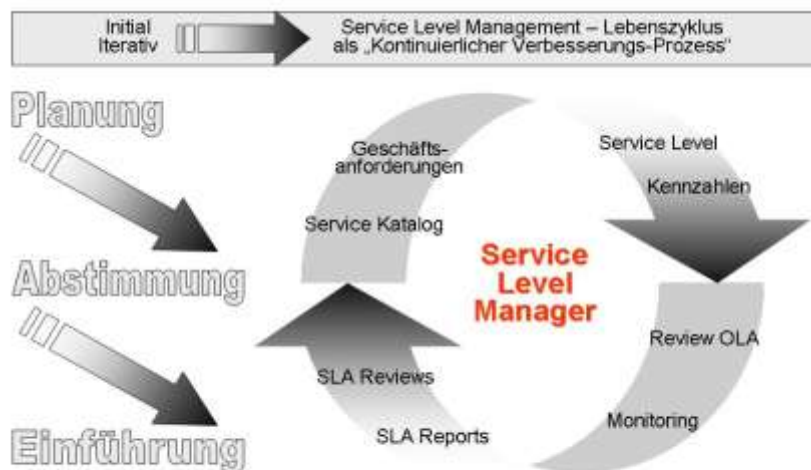 Initial
Iterativ
Service Level Management – Lebenszyklus
als „Kontinuierlicher Verbesserungs-Prozess“
Planung
Abstimmung
Einführung
Geschäfts-
anforderungen
Service Katalog
Service Level
Kennzahlen
Service
Level
Manager
Review OLA
Monitoring
SLA Reviews
SLA Reports